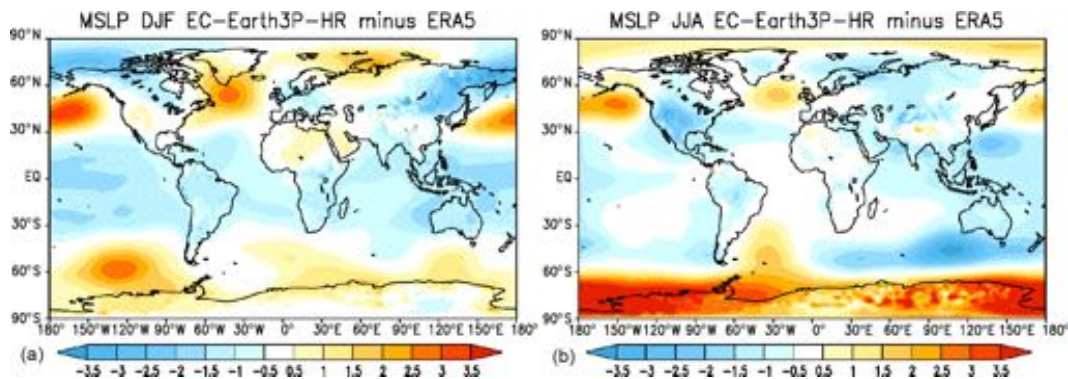 MSLP DJF EC-Earth3P-HR minus ERA5
90°N
60°N
30°N
EQ
30°S
60°S
90°S
180° 150°W 120°W 90°W 60°W 30°W 0° 30°E 60°E 90°E 120°E 150°E 180°
(a)
-3.5 -3 -2.5 -2 -1.5 -1 -0.5 0.5 1 1.5 2 2.5 3 3.5
MSLP JJA EC-Earth3P-HR minus ERA5
90°N
60°N
30°N
EQ
30°S
60°S
90°S
180° 150°W 120°W 90°W 60°W 30°W 0° 30°E 60°E 90°E 120°E 150°E 180°
(b)
-3.5 -3 -2.5 -2 -1.5 -1 -0.5 0.5 1 1.5 2 2.5 3 3.5